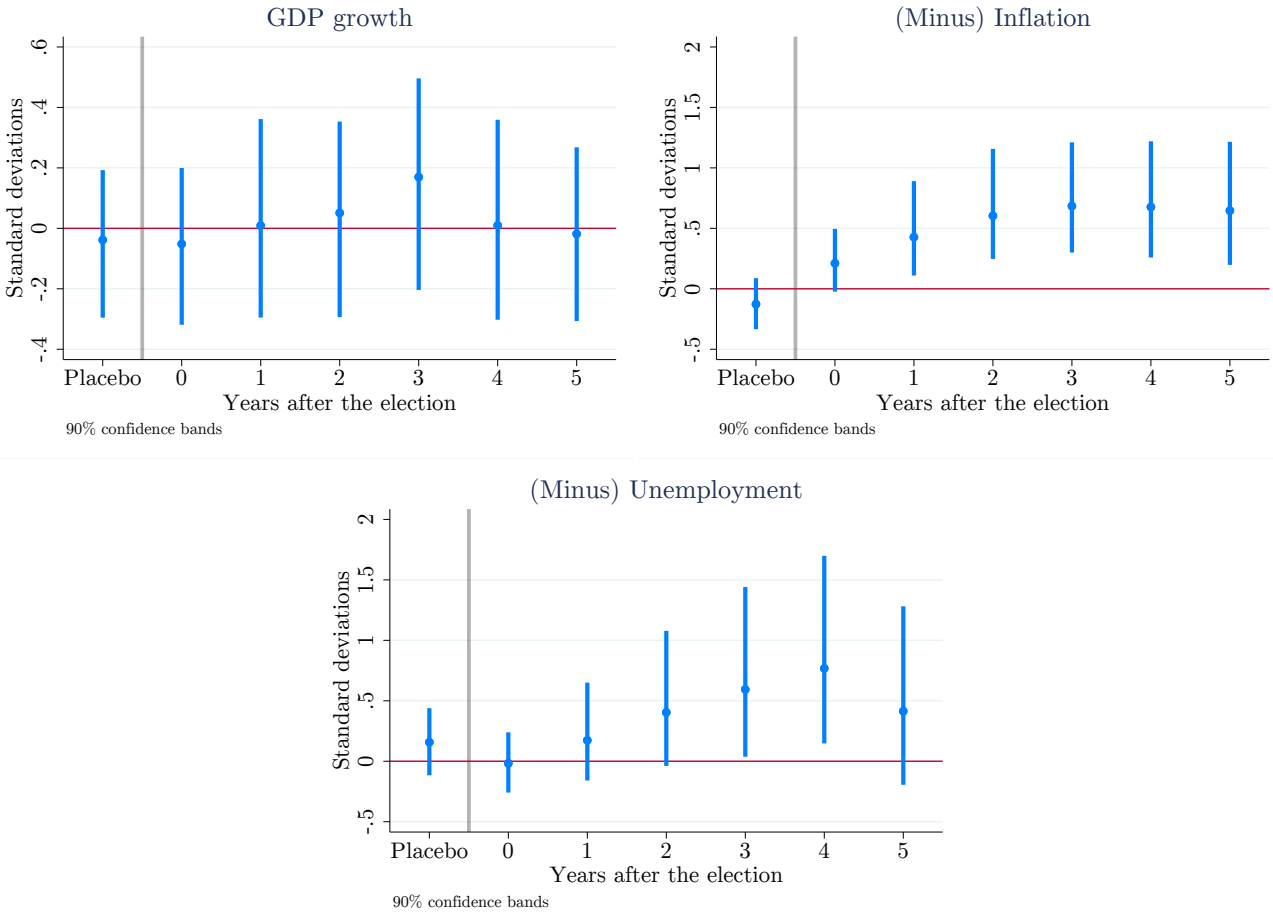 GDP growth
Standard deviations
.6
.4
.2
0
-.2
-.4
Placebo 0 1 2 3 4 5
Years after the election
90% confidence bands
(Minus) Inflation
Standard deviations
2
1.5
1
.5
0
-.5
Placebo 0 1 2 3 4 5
Years after the election
90% confidence bands
(Minus) Unemployment
Standard deviations
2
1.5
1
.5
0
-.5
Placebo 0 1 2 3 4 5
Years after the election
90% confidence bands